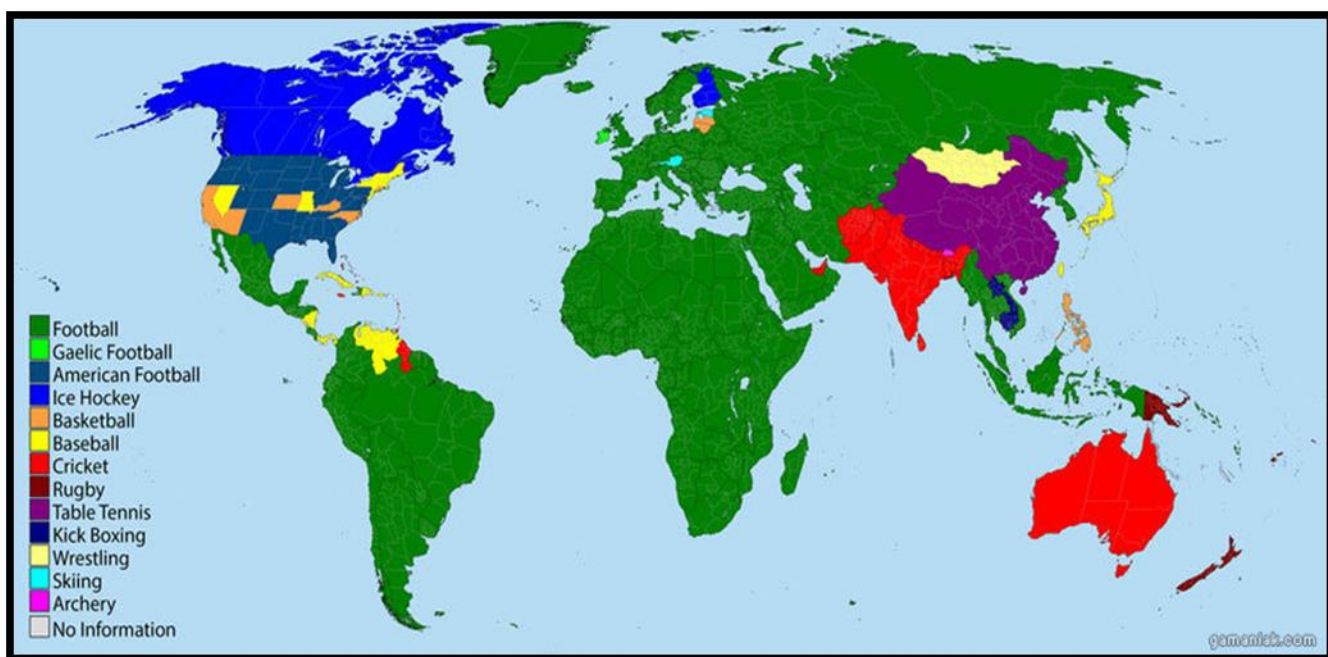 Football
Gaelic Football
American Football
Ice Hockey
Basketball
Baseball
Cricket
Rugby
Table Tennis
Kick Boxing
Wrestling
Skiing
Archery
No Information
gamaniak.com